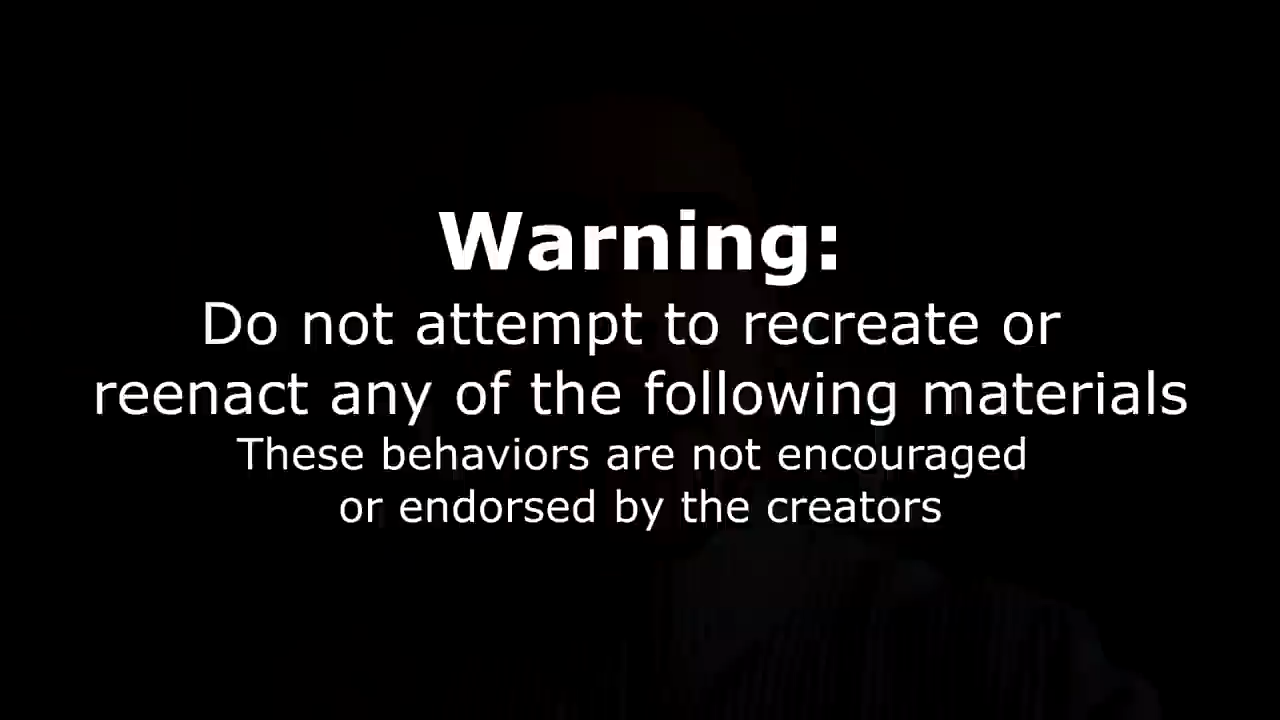 Warning:
Do not attempt to recreate or
reenact any of the following materials
These behaviors are not encouraged
or endorsed by the creators